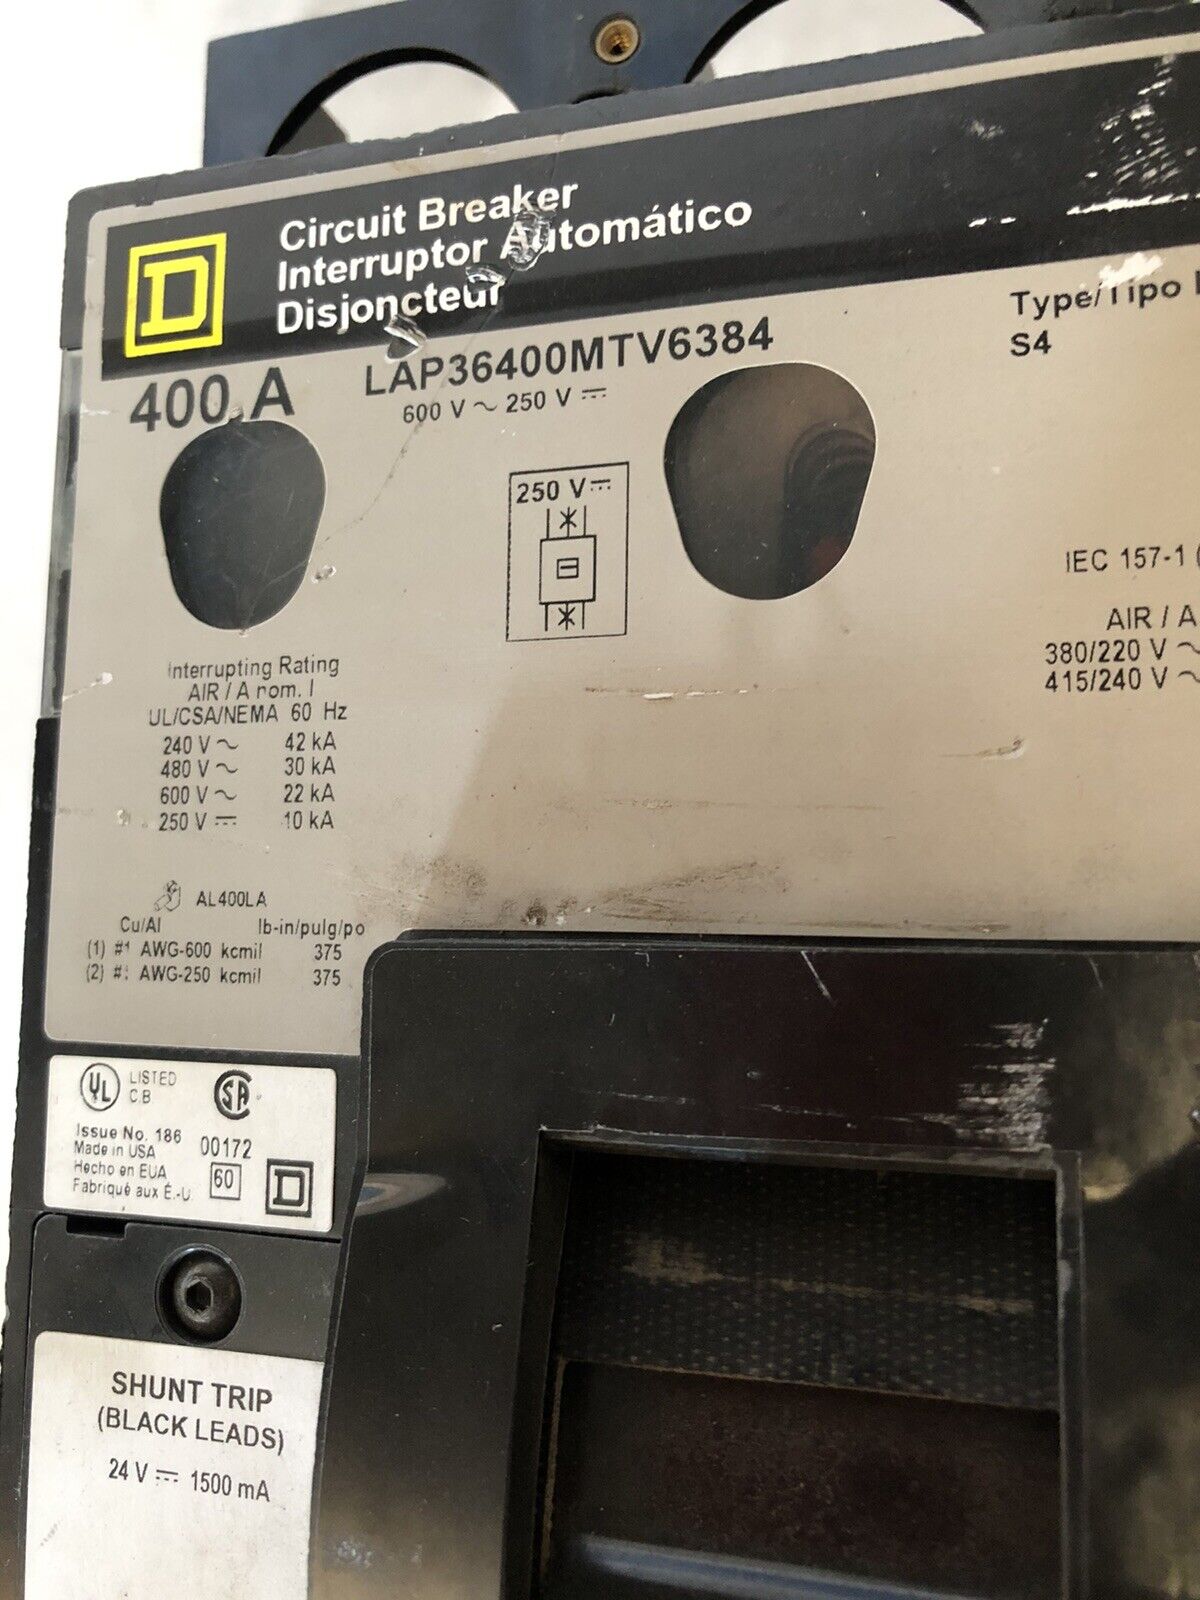 D
Circuit Breaker
Interruptor Automático
Disjoncteur
400 A
LAP36400MTV6384
600 V ~ 250 V ⎓
Type/Tipo
S4
250 V ⎓
IEC 157-1
AIR / A
380/220 V ~
415/240 V ~
Interrupting Rating
AIR / A rom. I
UL/CSA/NEMA 60 Hz
240 V ~ 42 kA
480 V ~ 30 kA
600 V ~ 22 kA
250 V ⎓ 10 kA
AL400LA
Cu/Al lb-in/pulg/po
(1) #1 AWG-600 kcmil 375
(2) # AWG-250 kcmil 375
UL LISTED
C.B
SA
Issue No. 186
Made in USA 00172
Hecho en EUA 60
Fabriqué aux É.-U. D
SHUNT TRIP
(BLACK LEADS)
24 V ⎓ 1500 mA